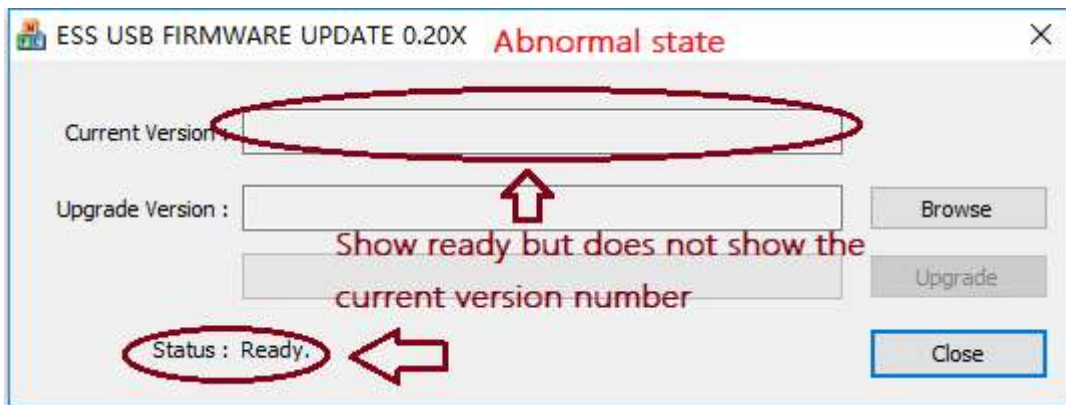 ESS USB FIRMWARE UPDATE 0.20X Abnormal state
Current Version :
Upgrade Version :
Browse
Show ready but does not show the
current version number
Upgrade
Status : Ready.
Close